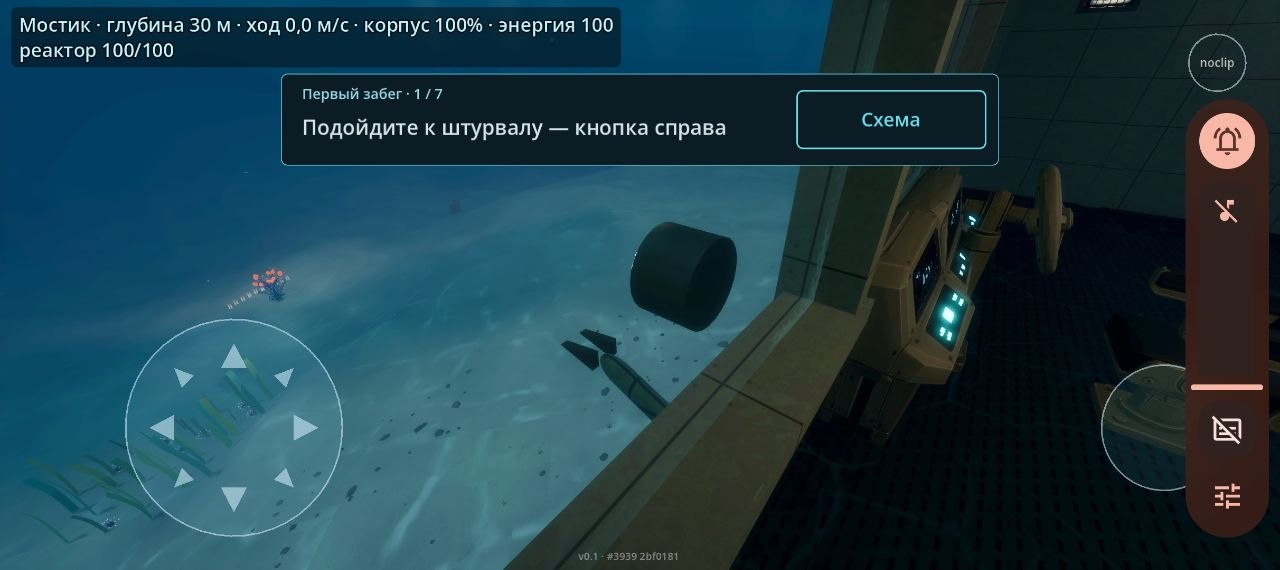 Мостик · глубина 30 м · ход 0,0 м/с · корпус 100% · энергия 100
реактор 100/100
noclip
Первый забег · 1 / 7
Подойдите к штурвалу — кнопка справа
Схема
v0.1 · #3939 2bf0181